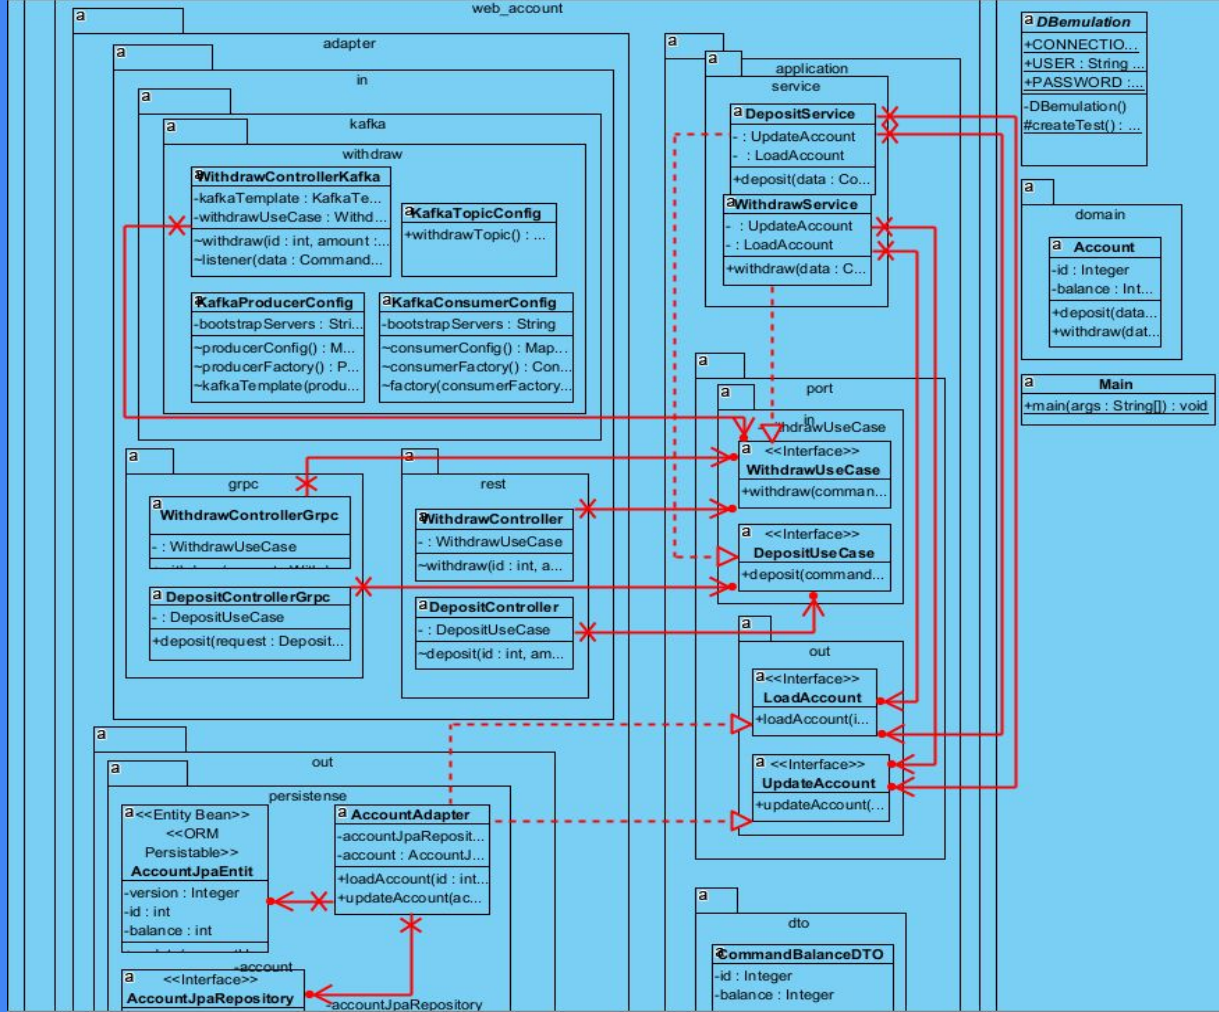 web_account
adapter
in
kafka
withdraw
WithdrawControllerKafka
-kafkaTemplate : KafkaTe...
-withdrawUseCase : Withd...
~withdraw(id : int, amount :...
~listener(data : Command...
KafkaTopicConfig
+withdrawTopic() : ...
KafkaProducerConfig
-bootstrapServers : Stri...
~producerConfig() : M...
~producerFactory() : P...
~kafkaTemplate(produ...
KafkaConsumerConfig
-bootstrapServers : String
~consumerConfig() : Map...
~consumerFactory() : Con...
~factory(consumerFactory...
grpc
WithdrawControllerGrpc
- : WithdrawUseCase
DepositControllerGrpc
- : DepositUseCase
+deposit(request : Deposit...
rest
WithdrawController
- : WithdrawUseCase
~withdraw(id : int, a...
DepositController
- : DepositUseCase
~deposit(id : int, am...
out
persistense
<<Entity Bean>>
<<ORM
Persistable>>
AccountJpaEntit
-version : Integer
-id : int
-balance : int
AccountAdapter
-accountJpaReposit...
-account : AccountJ...
+loadAccount(id : int...
+updateAccount(ac...
-account
<<Interface>>
AccountJpaRepository
-accountJpaRepository
application
service
DepositService
- : UpdateAccount
- : LoadAccount
+deposit(data : Co...
WithdrawService
- : UpdateAccount
- : LoadAccount
+withdraw(data : C...
port
in
<<Interface>>
WithdrawUseCase
+withdraw(comman...
<<Interface>>
DepositUseCase
+deposit(command...
out
<<Interface>>
LoadAccount
+loadAccount(i...
<<Interface>>
UpdateAccount
+updateAccount(...
dto
CommandBalanceDTO
-id : Integer
-balance : Integer
DBemulation
+CONNECTIO...
+USER : String ...
+PASSWORD :...
-DBemulation()
#createTest() : ...
domain
Account
-id : Integer
-balance : Int...
+deposit(data...
+withdraw(dat...
Main
+main(args : String[]) : void